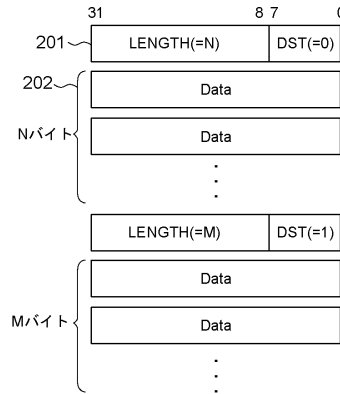 31 8 7 0
201 LENGTH(=N) DST(=0)
202 Data
Nバイト
Data
LENGTH(=M) DST(=1)
Data
Mバイト
Data